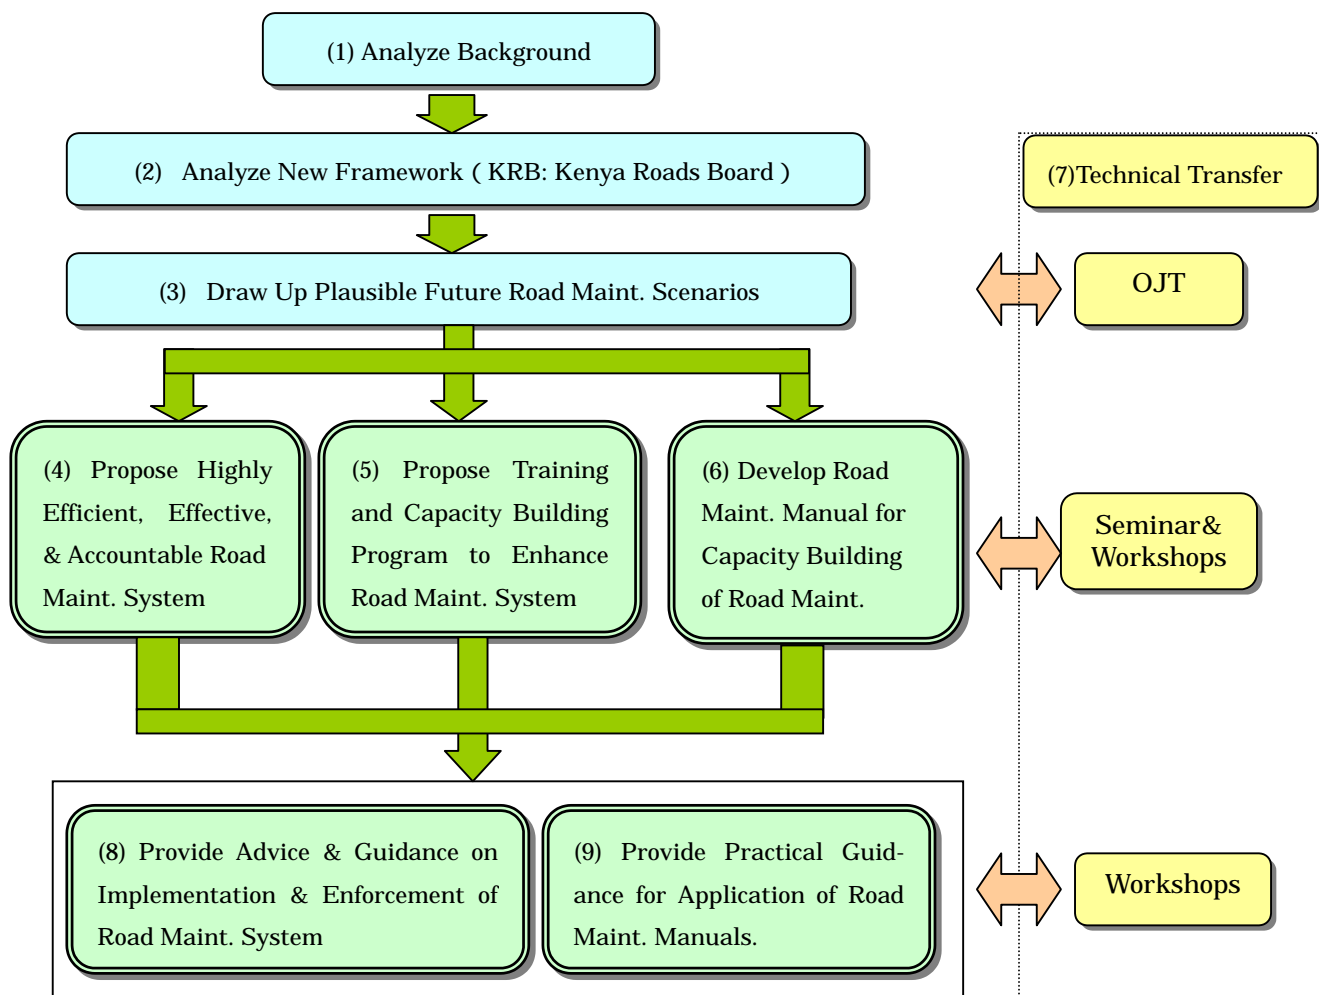 (1) Analyze Background
(2) Analyze New Framework ( KRB: Kenya Roads Board )
(7)Technical Transfer
(3) Draw Up Plausible Future Road Maint. Scenarios
OJT
(4) Propose Highly
Efficient, Effective,
& Accountable Road
Maint. System
(5) Propose Training
and Capacity Building
Program to Enhance
Road Maint. System
(6) Develop Road
Maint. Manual for
Capacity Building
of Road Maint.
Seminar&
Workshops
(8) Provide Advice & Guidance on
Implementation & Enforcement of
Road Maint. System
(9) Provide Practical Guid-
ance for Application of Road
Maint. Manuals.
Workshops